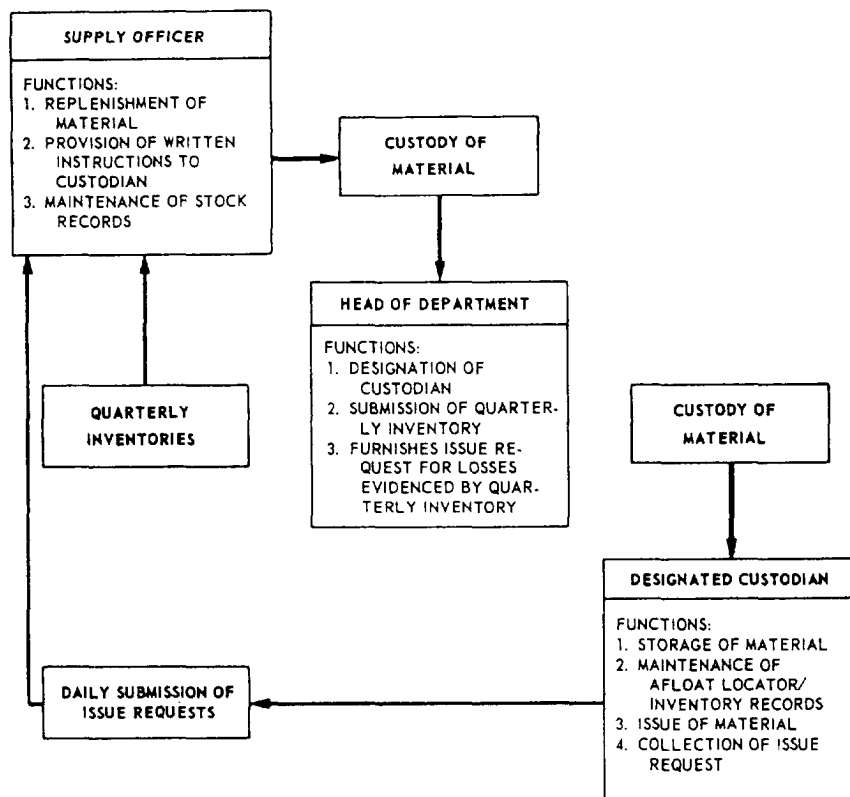 SUPPLY OFFICER
FUNCTIONS:
1. REPLENISHMENT OF
MATERIAL
2. PROVISION OF WRITTEN
INSTRUCTIONS TO
CUSTODIAN
3. MAINTENANCE OF STOCK
RECORDS
CUSTODY OF
MATERIAL
HEAD OF DEPARTMENT
FUNCTIONS:
1. DESIGNATION OF
CUSTODIAN
2. SUBMISSION OF QUARTER-
LY INVENTORY
3. FURNISHES ISSUE RE-
QUEST FOR LOSSES
EVIDENCED BY QUAR-
TERLY INVENTORY
QUARTERLY
INVENTORIES
CUSTODY OF
MATERIAL
DESIGNATED CUSTODIAN
FUNCTIONS:
1. STORAGE OF MATERIAL
2. MAINTENANCE OF
AFLOAT LOCATOR/
INVENTORY RECORDS
3. ISSUE OF MATERIAL
4. COLLECTION OF ISSUE
REQUEST
DAILY SUBMISSION OF
ISSUE REQUESTS